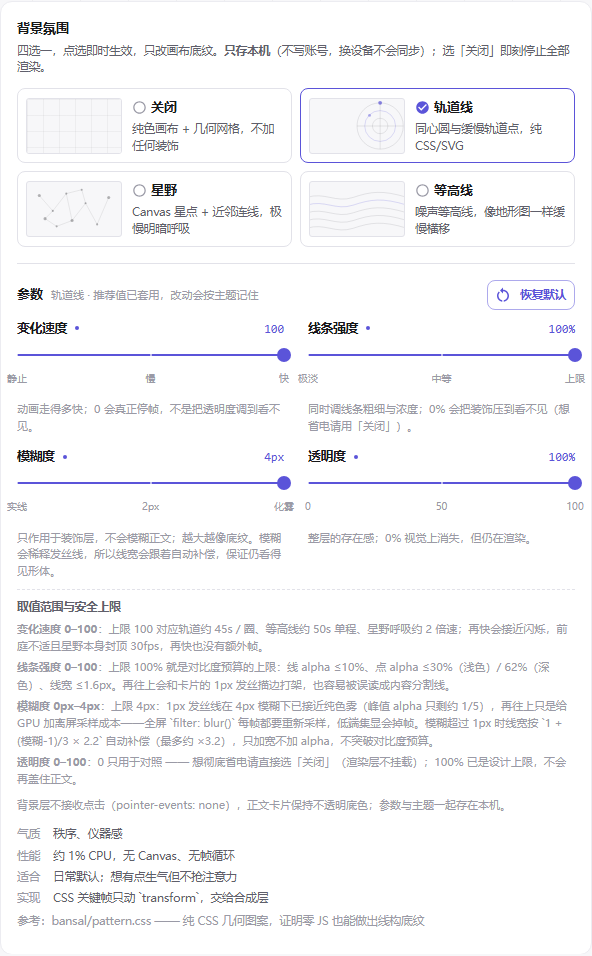 背景氛围
四选一，点选即时生效，只改画布底纹。只存本机（不写账号，换设备不会同步）；选「关闭」即刻停止全部
渲染。
关闭
纯色画布 + 几何网格，不加
任何装饰
轨道线
同心圆与缓慢轨道点，纯
CSS/SVG
星野
Canvas 星点 + 近邻连线，极
慢明暗呼吸
等高线
噪声等高线，像地形图一样缓
慢横移
参数 轨道线 · 推荐值已套用，改动会按主题记住
恢复默认
变化速度 • 100
静止 慢 快
动画走得多快；0 会真正停帧，不是把透明度调到看不
见。
线条强度 • 100%
极淡 中等 上限
同时调线条粗细与浓度；0% 会把装饰压到看不见（想
省电请用「关闭」）。
模糊度 • 4px
实线 2px 化雾
只作用于装饰层，不会模糊正文；越大越像底纹。模糊
会稀释发丝线，所以线宽会跟着自动补偿，保证仍看得
见形体。
透明度 • 100%
0 50 100
整层的存在感；0% 视觉上消失，但仍在渲染。
取值范围与安全上限
变化速度 0–100：上限 100 对应轨道约 45s / 圈、等高线约 50s 单程、星野呼吸约 2 倍速；再快会接近闪烁，前
庭不适且星野本身封顶 30fps，再快也没有额外帧。
线条强度 0–100：上限 100% 就是对比度预算的上限：线 alpha ≤10%、点 alpha ≤30%（浅色）/ 62%（深
色）、线宽 ≤1.6px。再往上会和卡片的 1px 发丝描边打架，也容易被误读成内容分割线。
模糊度 0px–4px：上限 4px：1px 发丝线在 4px 模糊下已接近纯色雾（峰值 alpha 只剩约 1/5），再往上只是给
GPU 加离屏采样成本——全屏 `filter: blur()` 每帧都要重新采样，低端集显会掉帧。模糊超过 1px 时线宽按 `1 +
(模糊-1)/3 × 2.2` 自动补偿（最多约 ×3.2），只加宽不加 alpha，不突破对比度预算。
透明度 0–100：0 只用于对照 —— 想彻底省电请直接选「关闭」（渲染层不挂载）；100% 已是设计上限，不会
再盖住正文。
背景层不接收点击（pointer-events: none），正文卡片保持不透明底色；参数与主题一起存在本机。
气质 秩序、仪器感
性能 约 1% CPU，无 Canvas、无帧循环
适合 日常默认；想有点生气但不抢注意力
实现 CSS 关键帧只动 `transform`，交给合成层
参考：bansal/pattern.css —— 纯 CSS 几何图案，证明零 JS 也能做出线构底纹